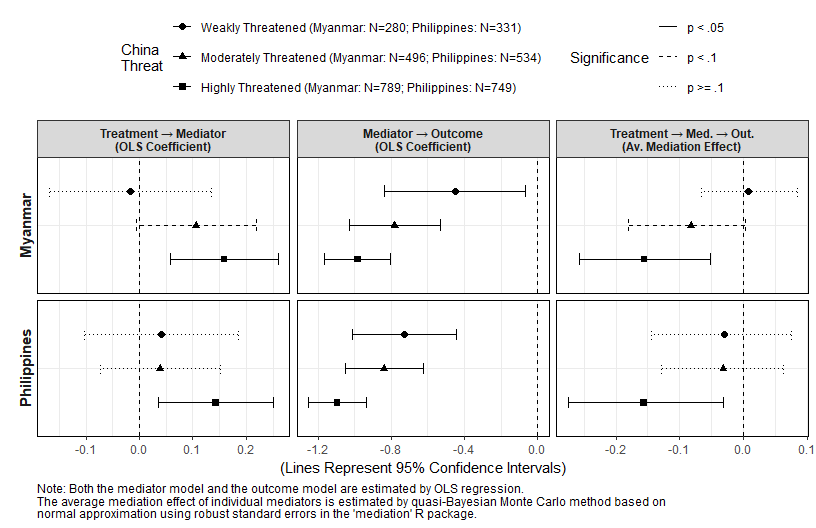 China
Threat
Weakly Threatened (Myanmar: N=280; Philippines: N=331)
Moderately Threatened (Myanmar: N=496; Philippines: N=534)
Highly Threatened (Myanmar: N=789; Philippines: N=749)
Significance
p < .05
p < .1
p >= .1
Treatment → Mediator
(OLS Coefficient)
Mediator → Outcome
(OLS Coefficient)
Treatment → Med. → Out.
(Av. Mediation Effect)
Myanmar
Philippines
-0.1 0.0 0.1 0.2
-1.2 -0.8 -0.4 0.0
-0.2 -0.1 0.0 0.1
(Lines Represent 95% Confidence Intervals)
Note: Both the mediator model and the outcome model are estimated by OLS regression.
The average mediation effect of individual mediators is estimated by quasi-Bayesian Monte Carlo method based on
normal approximation using robust standard errors in the 'mediation' R package.